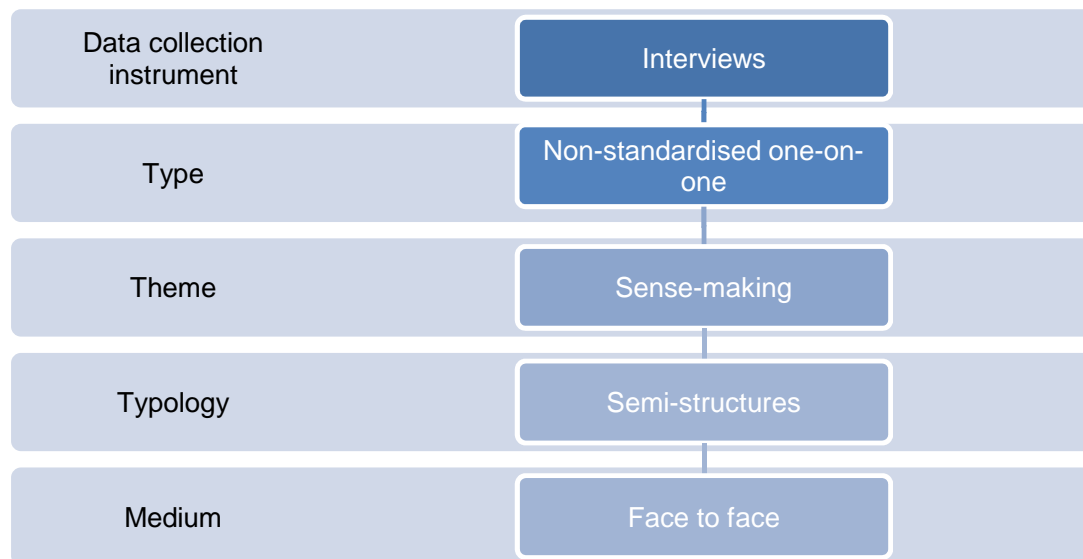 Data collection
instrument
Interviews
Type
Non-standardised one-on-
one
Theme
Sense-making
Typology
Semi-structures
Medium
Face to face